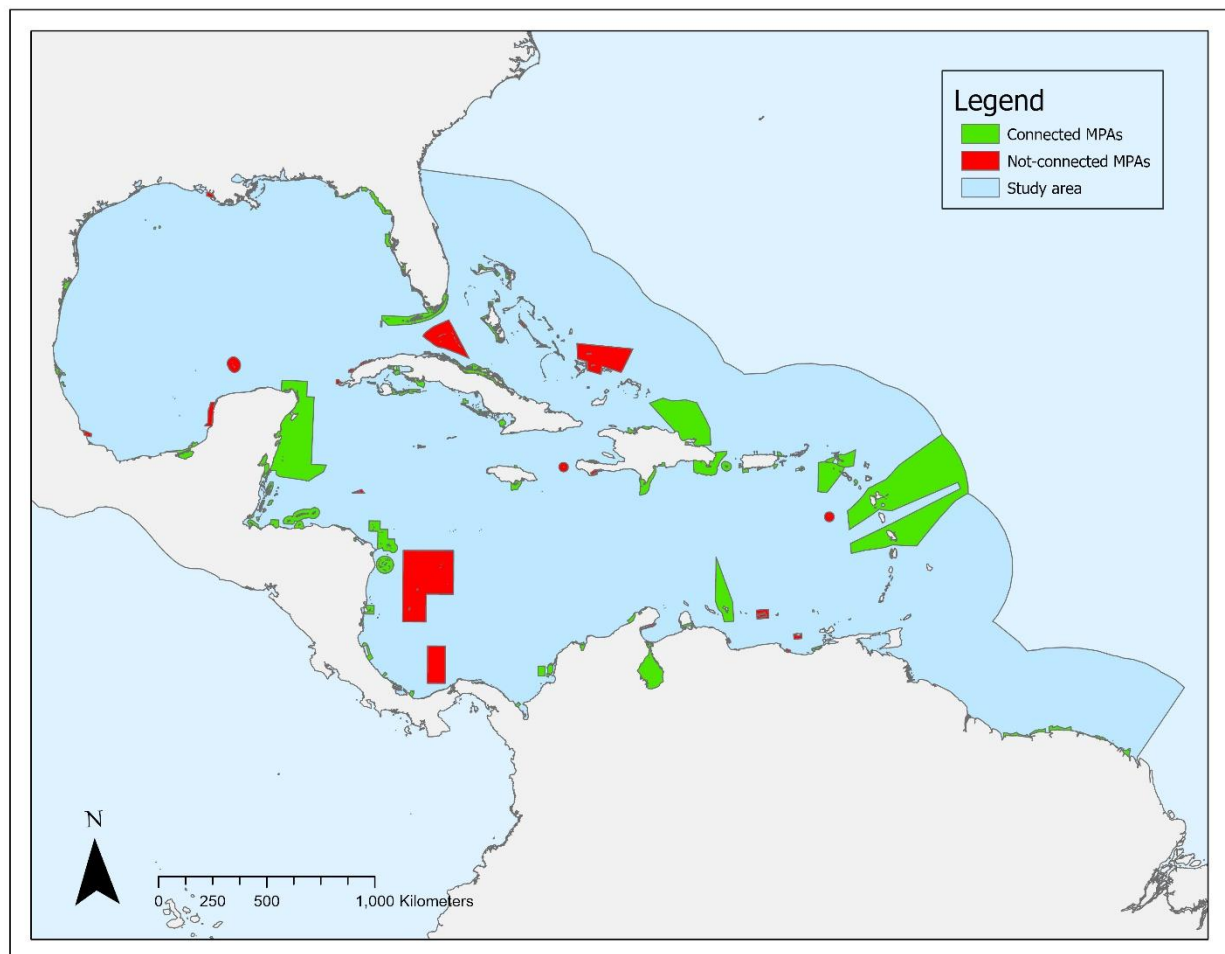 Legend
Connected MPAs
Not-connected MPAs
Study area
N
0 250 500 1,000 Kilometers